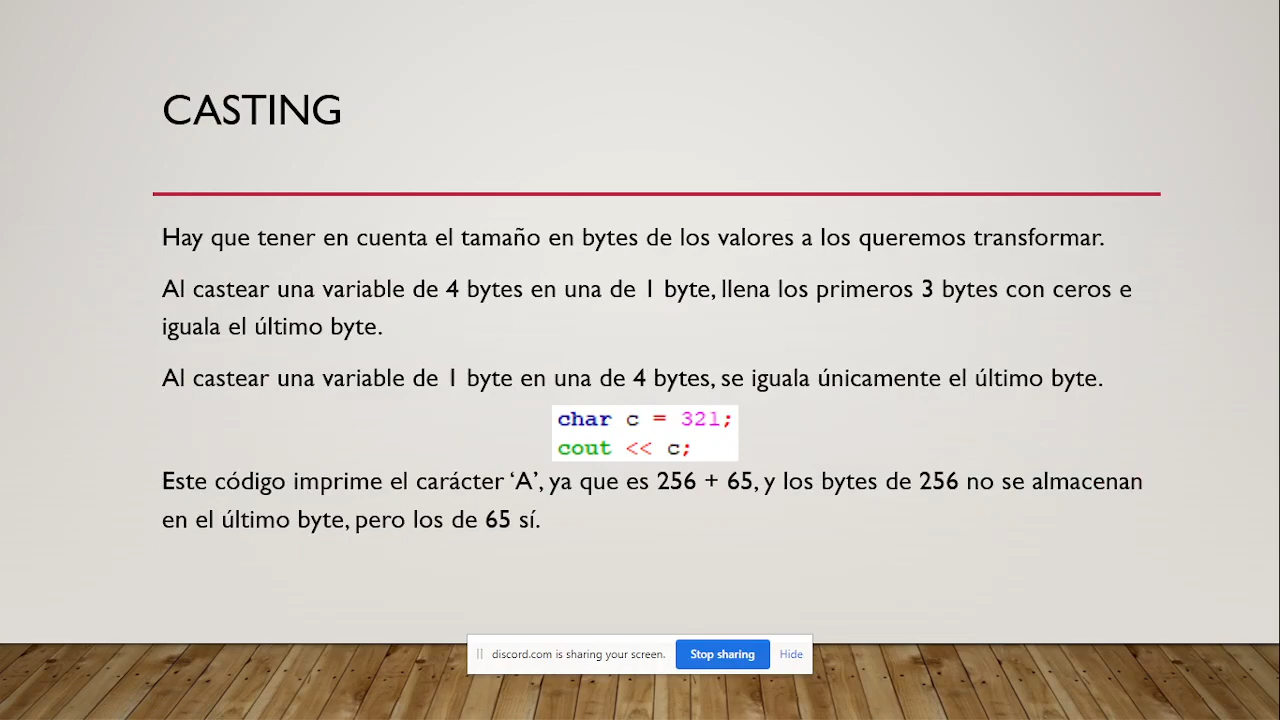 CASTING
Hay que tener en cuenta el tamaño en bytes de los valores a los queremos transformar.
Al castear una variable de 4 bytes en una de 1 byte, llena los primeros 3 bytes con ceros e
iguala el último byte.
Al castear una variable de 1 byte en una de 4 bytes, se iguala únicamente el último byte.
char c = 321;
cout << c;
Este código imprime el carácter ‘A’, ya que es 256 + 65, y los bytes de 256 no se almacenan
en el último byte, pero los de 65 sí.
discord.com is sharing your screen. Stop sharing Hide